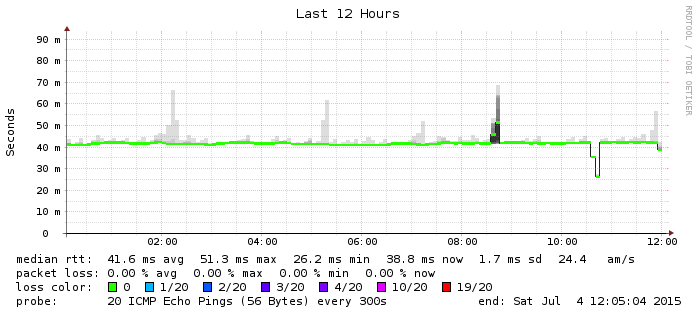 Last 12 Hours
RRDTOOL / TOBI OETIKER
Seconds
90 m
80 m
70 m
60 m
50 m
40 m
30 m
20 m
10 m
0
02:00 04:00 06:00 08:00 10:00 12:00
median rtt: 41.6 ms avg 51.3 ms max 26.2 ms min 38.8 ms now 1.7 ms sd 24.4 am/s
packet loss: 0.00 % avg 0.00 % max 0.00 % min 0.00 % now
loss color: 0 1/20 2/20 3/20 4/20 10/20 19/20
probe: 20 ICMP Echo Pings (56 Bytes) every 300s end: Sat Jul 4 12:05:04 2015